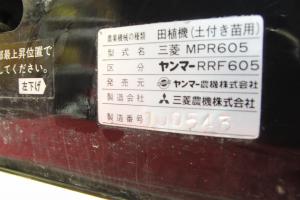 部最上昇位置で
してください。
左下げ
農業機械の種類 田植機(土付き苗用)
型式名 三菱 MPR605
区分 ヤンマーRRF605
発売元 ヤンマー農機株式会社
製造会社 三菱農機株式会社
製造番号